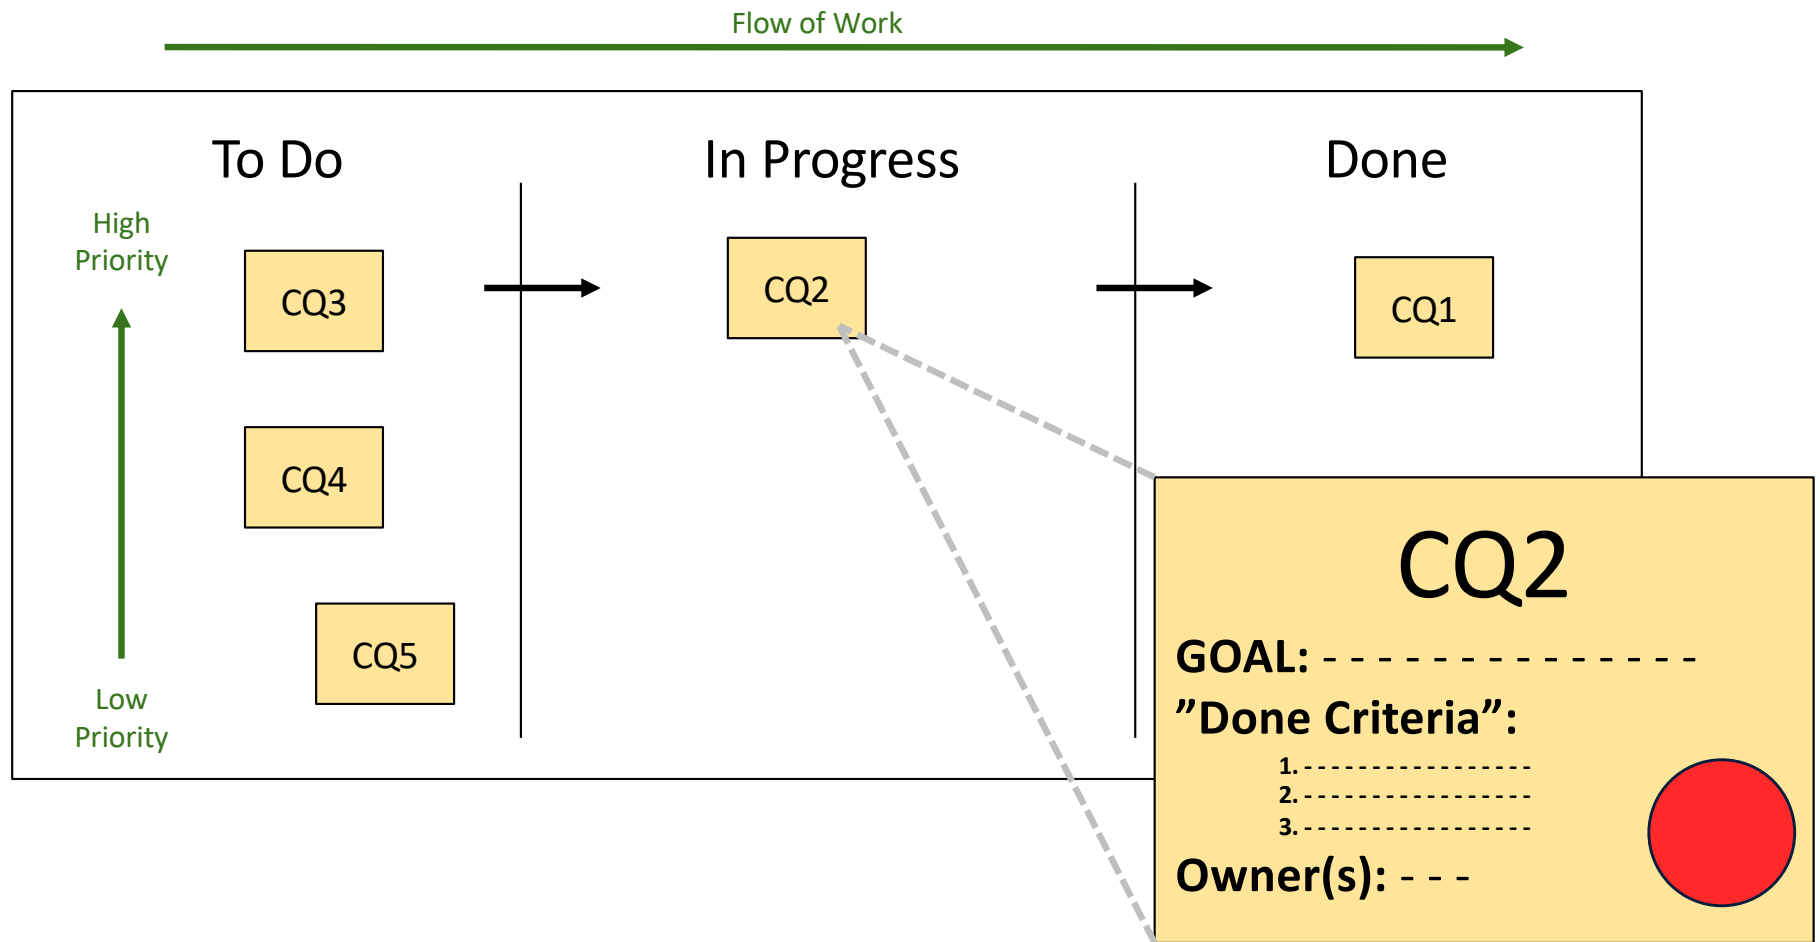 Flow of Work
To Do
In Progress
Done
High
Priority
CQ3
CQ2
CQ1
CQ4
CQ5
Low
Priority
CQ2
GOAL: - - - - - - - - - - - - - -
”Done Criteria”:
1. - - - - - - - - - - - - - - - - -
2. - - - - - - - - - - - - - - - - -
3. - - - - - - - - - - - - - - - - -
Owner(s): - - -